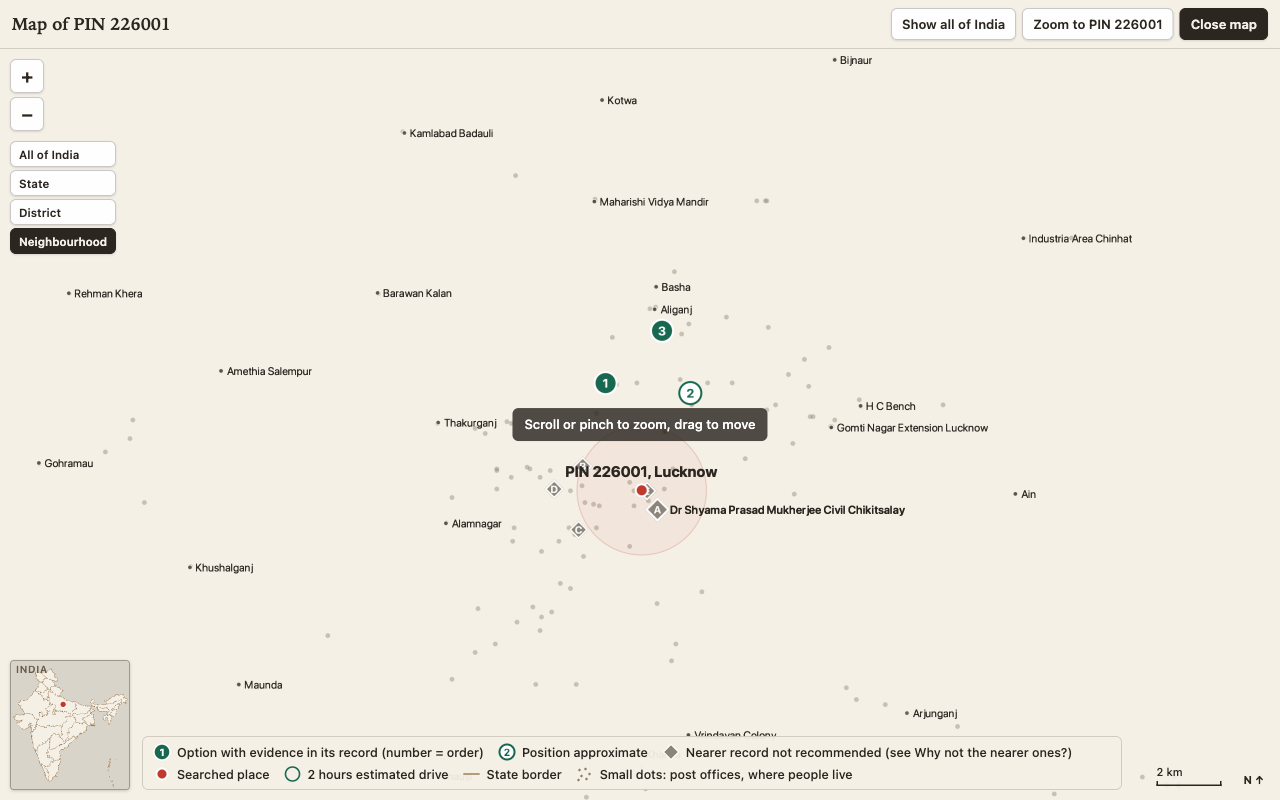 Map of PIN 226001
Show all of India
Zoom to PIN 226001
Close map
+
−
All of India
State
District
Neighbourhood
Bijnaur
Kotwa
Kamlabad Badauli
Maharishi Vidya Mandir
Industria Area Chinhat
Basha
Rehman Khera
Barawan Kalan
Aliganj
3
Amethia Salempur
1
2
H C Bench
Thakurganj
Scroll or pinch to zoom, drag to move
Gomti Nagar Extension Lucknow
Gohramau
PIN 226001, Lucknow
D
Ain
A
Dr Shyama Prasad Mukherjee Civil Chikitsalay
Alamnagar
C
Khushalganj
INDIA
Maunda
Arjunganj
Vrindavan Colony
1 Option with evidence in its record (number = order)
2 Position approximate
Nearer record not recommended (see Why not the nearer ones?)
Searched place
2 hours estimated drive
State border
Small dots: post offices, where people live
2 km
N ↑